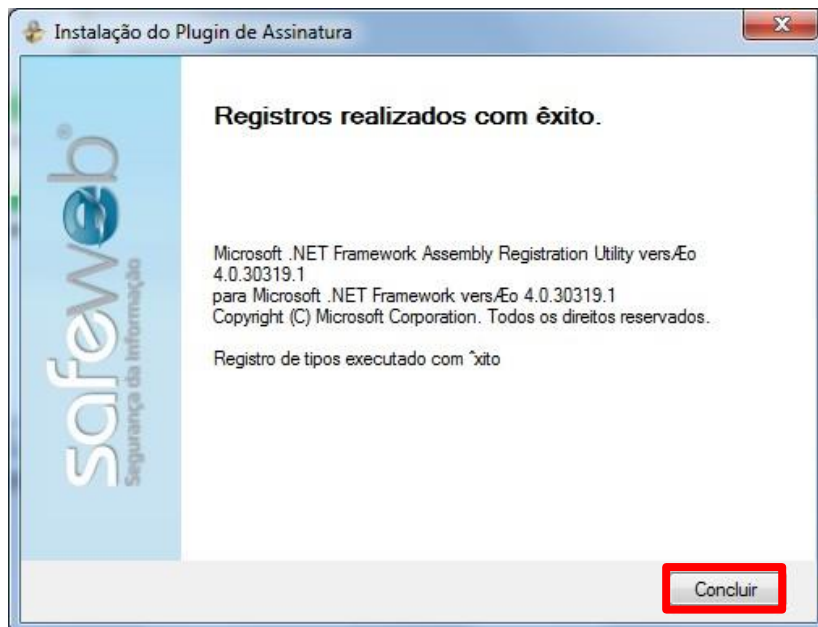 Instalação do Plugin de Assinatura
Registros realizados com êxito.
safeweb®
Segurança da Informação
Microsoft .NET Framework Assembly Registration Utility versÆo
4.0.30319.1
para Microsoft .NET Framework versÆo 4.0.30319.1
Copyright (C) Microsoft Corporation. Todos os direitos reservados.
Registro de tipos executado com ^xito
Concluir